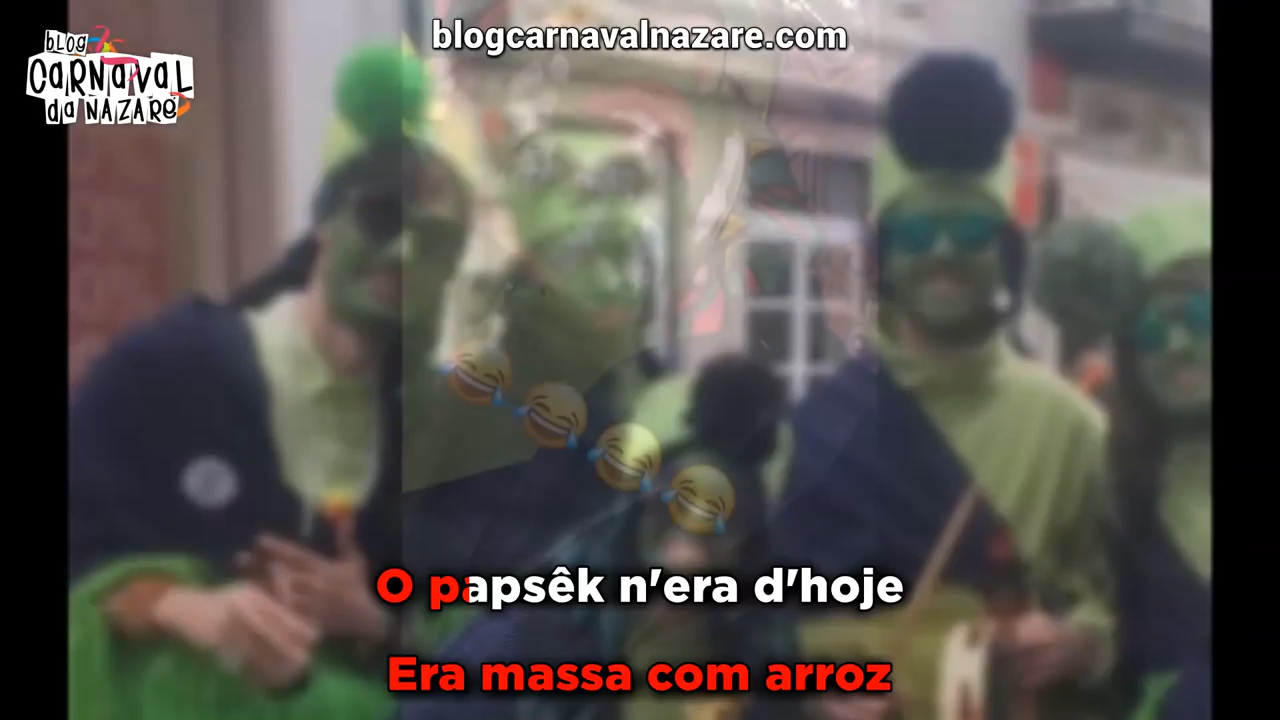 blogcarnavalnazare.com
BLOG
CARNAVAL
da NAZARÉ
O papsêk n'era d'hoje
Era massa com arroz